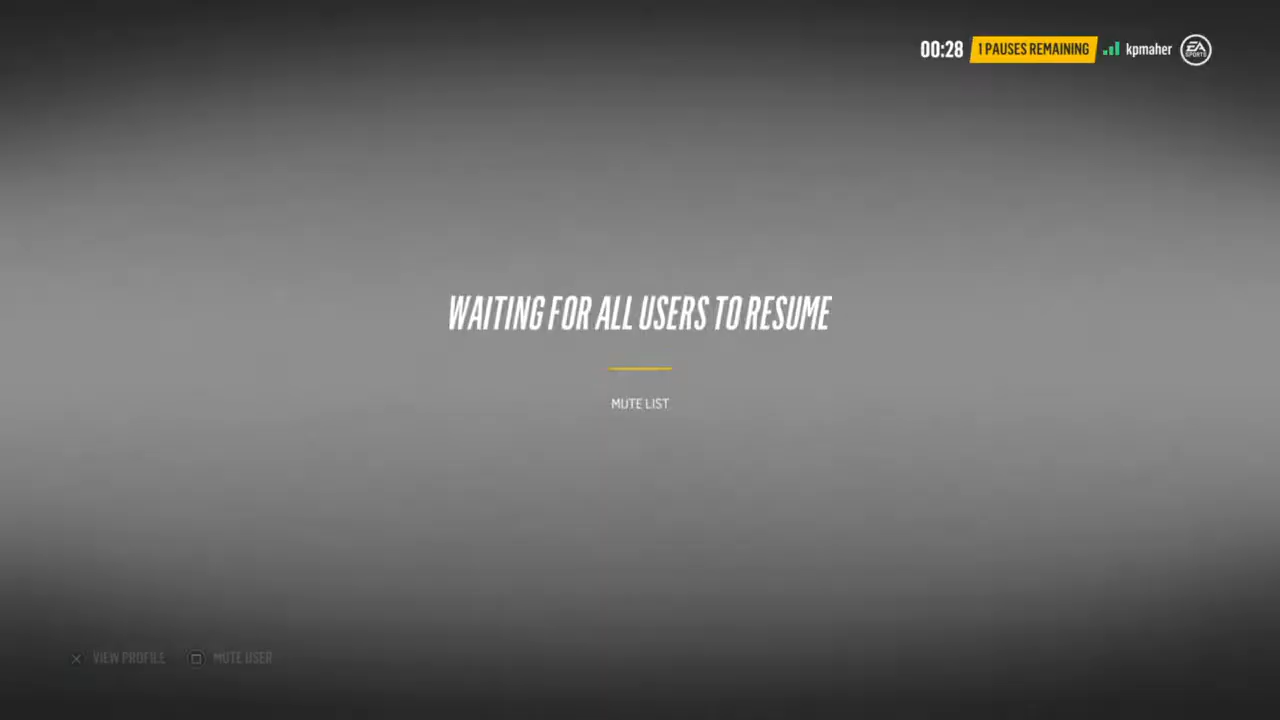 00:28 1 PAUSES REMAINING kpmaher EA SPORTS
WAITING FOR ALL USERS TO RESUME
MUTE LIST
VIEW PROFILE MUTE USER